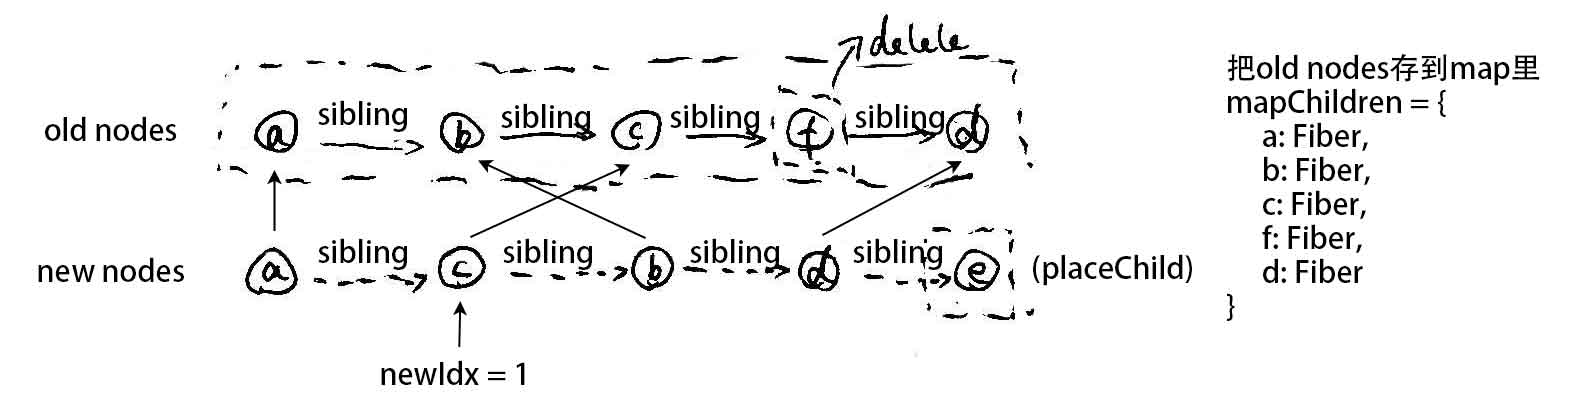 delele
old nodes
a sibling b sibling c sibling f sibling d
new nodes
a sibling c sibling b sibling d sibling e (placeChild)
newIdx = 1
把old nodes存到map里
mapChildren = {
a: Fiber,
b: Fiber,
c: Fiber,
f: Fiber,
d: Fiber
}